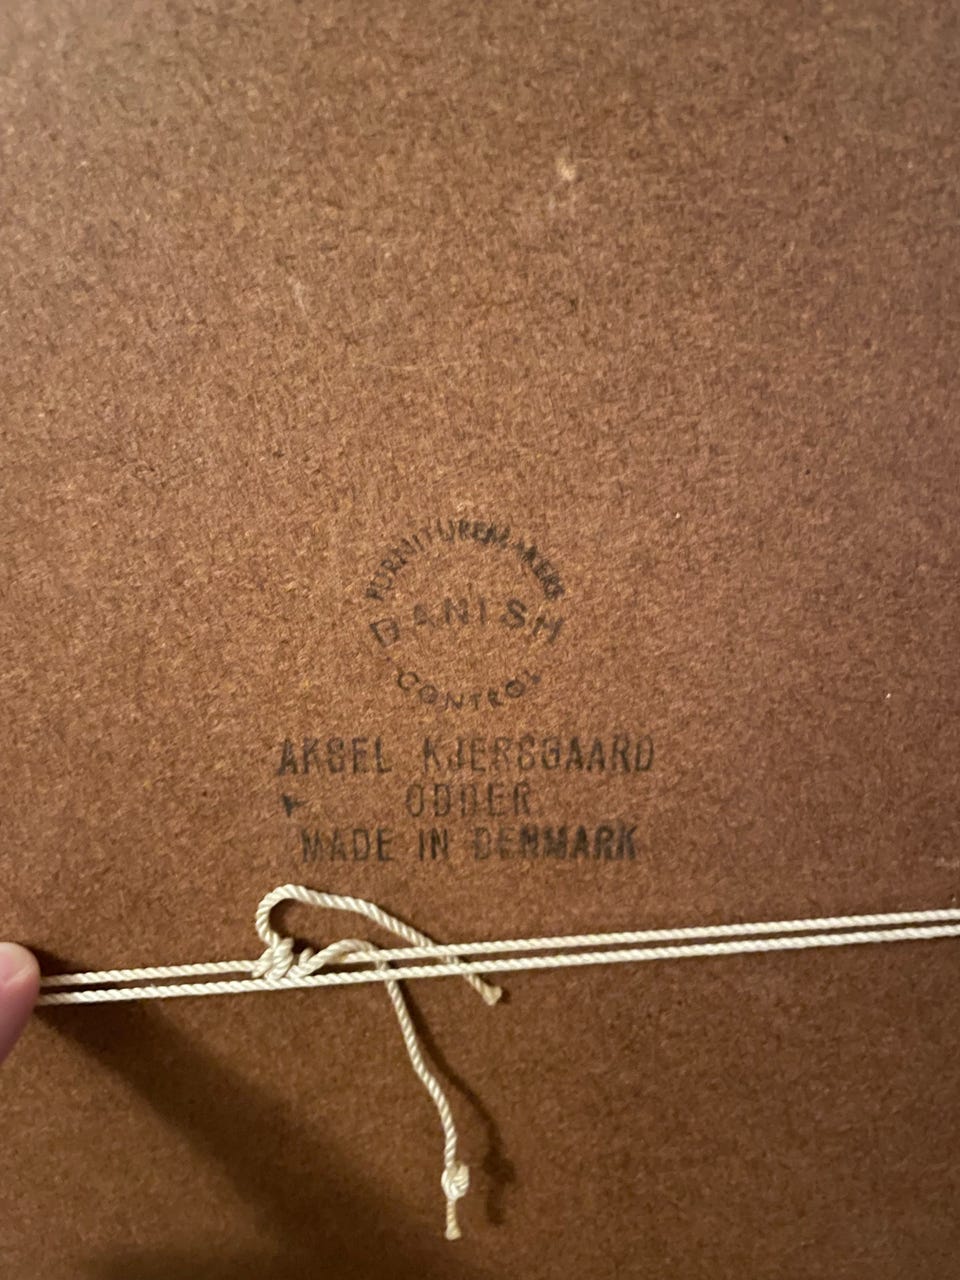 FURNITUREMAKERS
DANISH
CONTROL
AKSEL KJERSGAARD
ODDER
MADE IN DENMARK